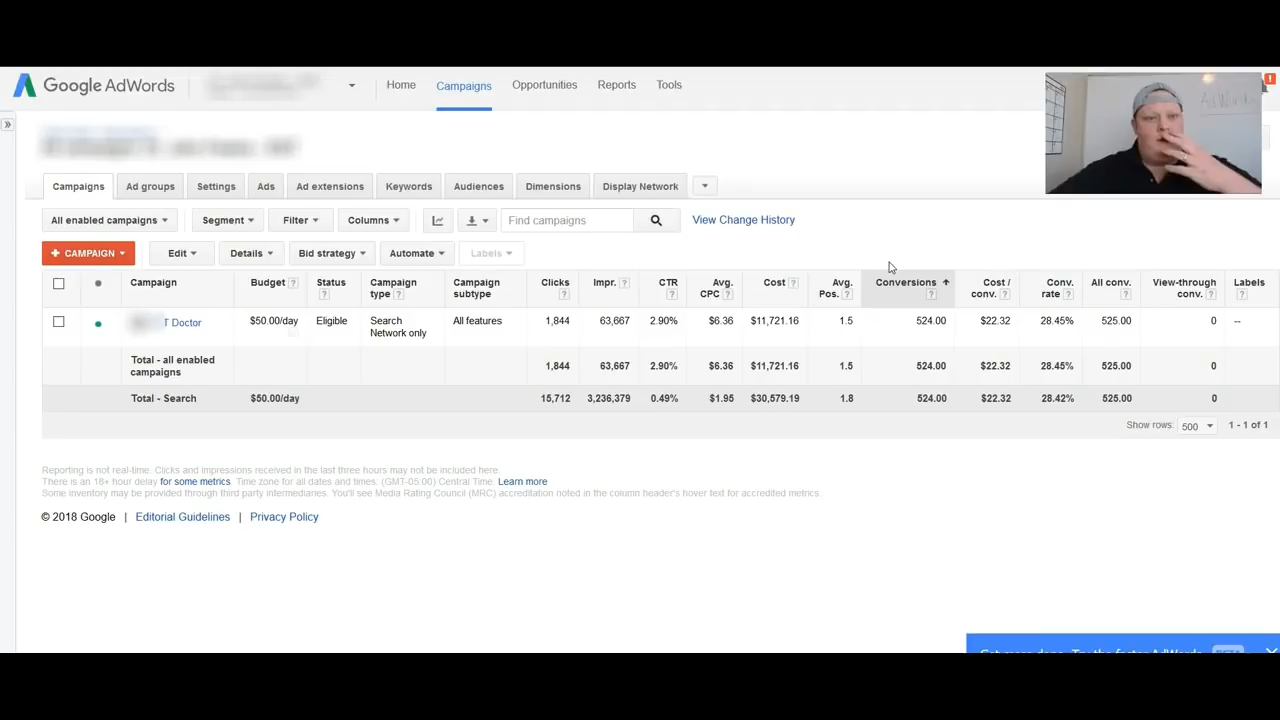 Google AdWords
Home Campaigns Opportunities Reports Tools
AdWords
Campaigns Ad groups Settings Ads Ad extensions Keywords Audiences Dimensions Display Network
All enabled campaigns Segment Filter Columns Find campaigns View Change History
+ CAMPAIGN Edit Details Bid strategy Automate Labels
Campaign Budget ? Status ? Campaign type ? Campaign subtype Clicks ? Impr. ? CTR ? Avg. CPC ? Cost ? Avg. Pos. ? Conversions ? Cost / conv. ? Conv. rate ? All conv. ? View-through conv. ? Labels ?
T Doctor $50.00/day Eligible Search Network only All features 1,844 63,667 2.90% $6.36 $11,721.16 1.5 524.00 $22.32 28.45% 525.00 0 --
Total - all enabled campaigns 1,844 63,667 2.90% $6.36 $11,721.16 1.5 524.00 $22.32 28.45% 525.00 0
Total - Search $50.00/day 15,712 3,236,379 0.49% $1.95 $30,579.19 1.8 524.00 $22.32 28.42% 525.00 0
Show rows: 500 1 - 1 of 1
Reporting is not real-time. Clicks and impressions received in the last three hours may not be included here.
There is an 18+ hour delay for some metrics. Time zone for all dates and times: (GMT-05:00) Central Time. Learn more
Some inventory may be provided through third party intermediaries. You'll see Media Rating Council (MRC) accreditation noted in the column header's hover text for accredited metrics.
© 2018 Google | Editorial Guidelines | Privacy Policy